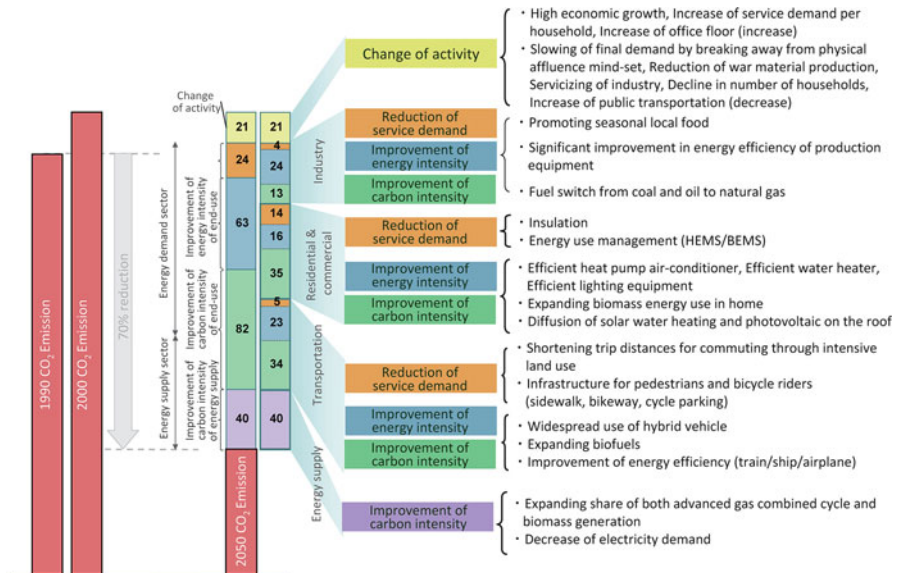 1990 CO2 Emission
2000 CO2 Emission
70% reduction
Energy demand sector
Energy supply sector
Improvement of
energy intensity
of end-use
Improvement of
carbon intensity
of end-use
Improvement of
carbon intensity
of energy supply
Change
of activity
21
24
63
82
40
2050 CO2 Emission
21
4
24
13
14
16
35
5
23
34
40
Industry
Residential &
commercial
Transportation
Energy supply
Change of activity
・High economic growth, Increase of service demand per
household, Increase of office floor (increase)
・Slowing of final demand by breaking away from physical
affluence mind-set, Reduction of war material production,
Servicizing of industry, Decline in number of households,
Increase of public transportation (decrease)
Reduction of
service demand
Improvement of
energy intensity
Improvement of
carbon intensity
・Promoting seasonal local food
・Significant improvement in energy efficiency of production
equipment
・Fuel switch from coal and oil to natural gas
Reduction of
service demand
・Insulation
・Energy use management (HEMS/BEMS)
Improvement of
energy intensity
Improvement of
carbon intensity
・Efficient heat pump air-conditioner, Efficient water heater,
Efficient lighting equipment
・Expanding biomass energy use in home
・Diffusion of solar water heating and photovoltaic on the roof
Reduction of
service demand
・Shortening trip distances for commuting through intensive
land use
・Infrastructure for pedestrians and bicycle riders
(sidewalk, bikeway, cycle parking)
Improvement of
energy intensity
Improvement of
carbon intensity
・Widespread use of hybrid vehicle
・Expanding biofuels
・Improvement of energy efficiency (train/ship/airplane)
Improvement of
carbon intensity
・Expanding share of both advanced gas combined cycle and
biomass generation
・Decrease of electricity demand